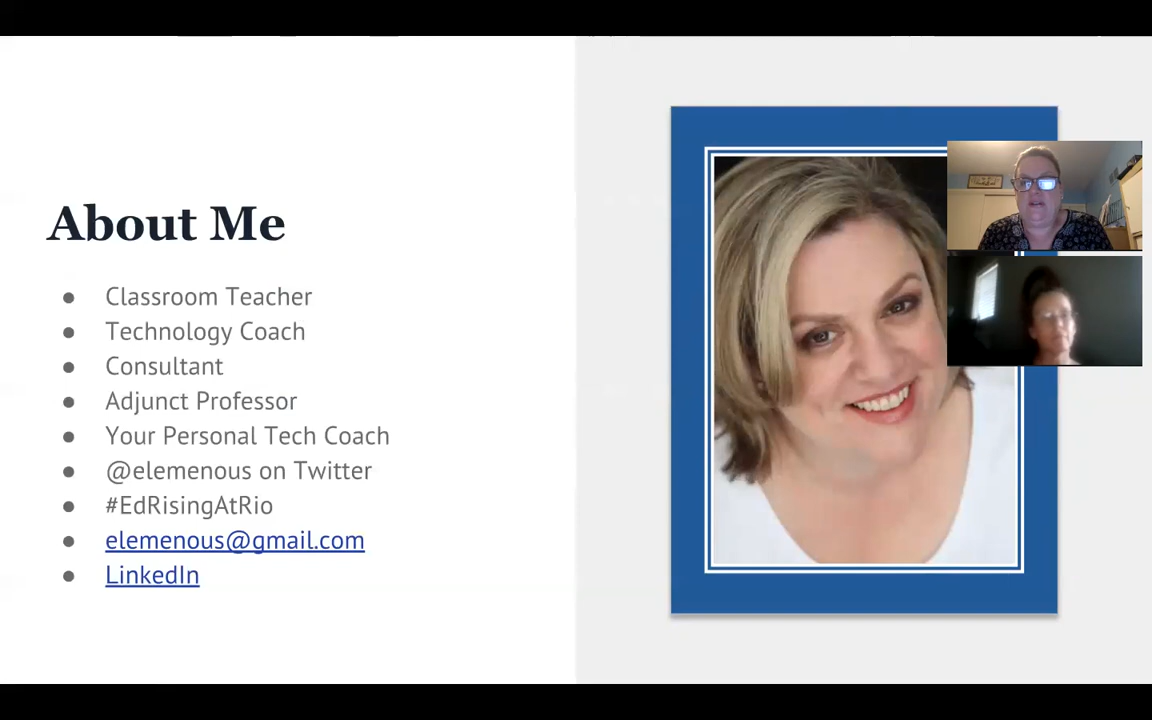 About Me
● Classroom Teacher
● Technology Coach
● Consultant
● Adjunct Professor
● Your Personal Tech Coach
● @elemenous on Twitter
● #EdRisingAtRio
● elemenous@gmail.com
● LinkedIn